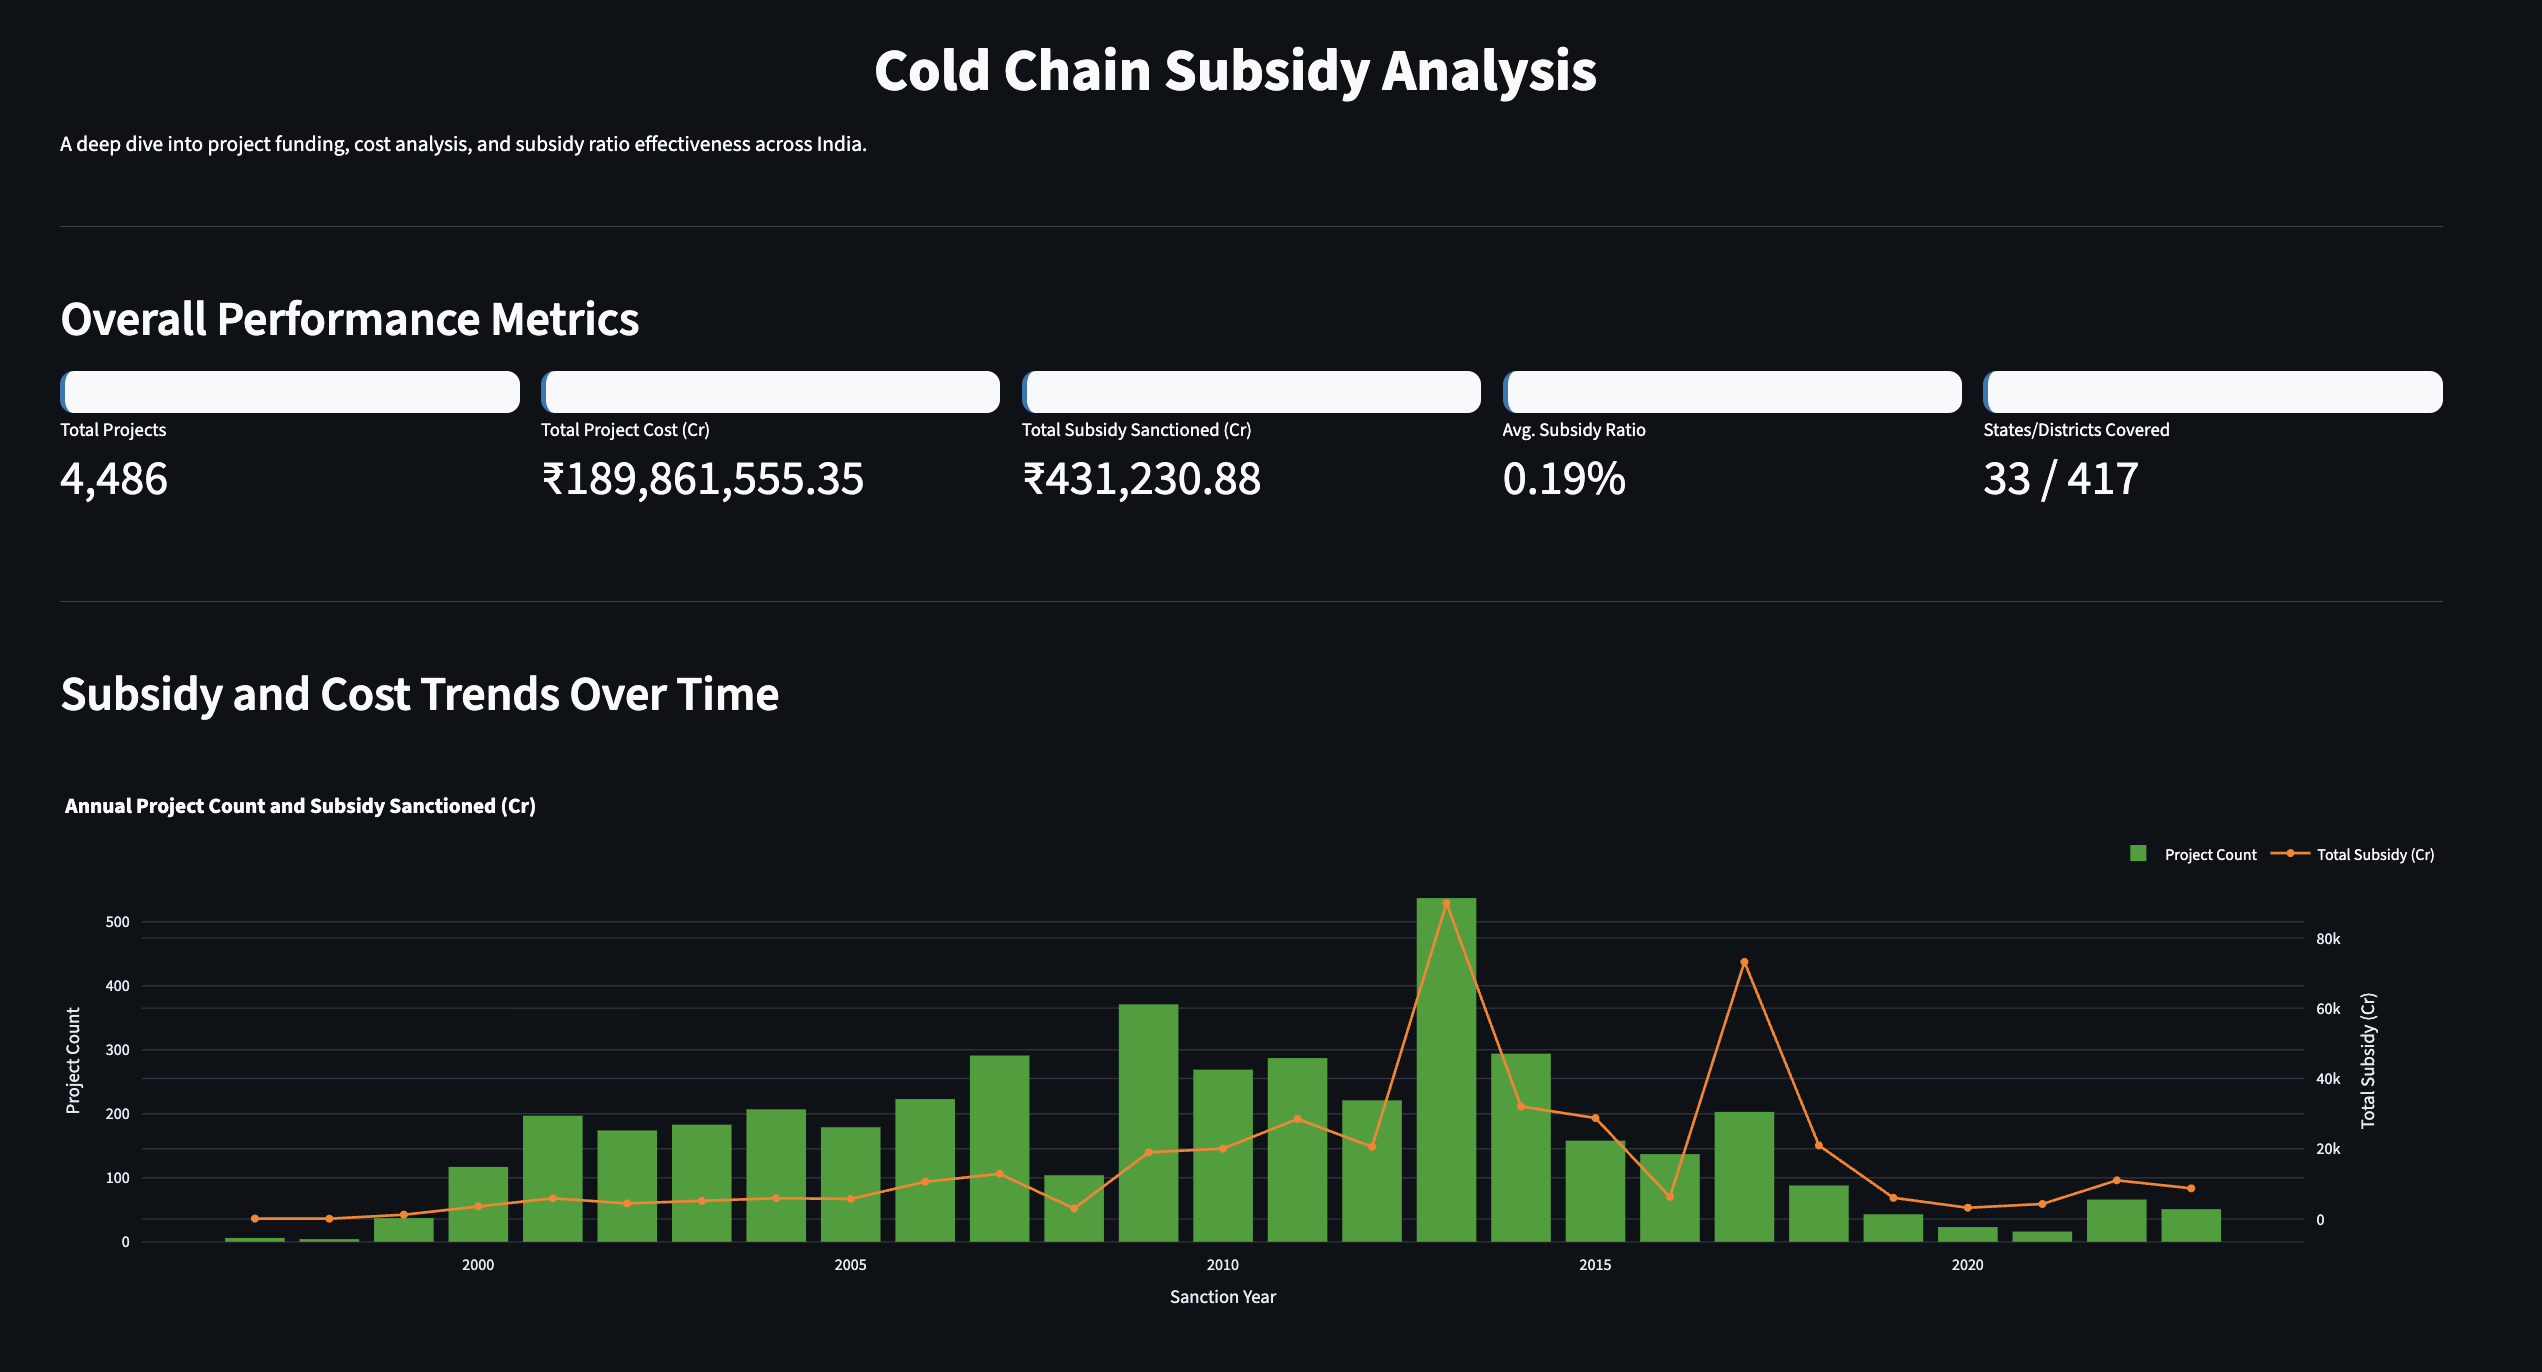 Cold Chain Subsidy Analysis
A deep dive into project funding, cost analysis, and subsidy ratio effectiveness across India.
Overall Performance Metrics
Total Projects
4,486
Total Project Cost (Cr)
₹189,861,555.35
Total Subsidy Sanctioned (Cr)
₹431,230.88
Avg. Subsidy Ratio
0.19%
States/Districts Covered
33 / 417
Subsidy and Cost Trends Over Time
Annual Project Count and Subsidy Sanctioned (Cr)
Project Count
Total Subsidy (Cr)
500
400
300
200
100
0
Project Count
80k
60k
40k
20k
0
Total Subsidy (Cr)
2000
2005
2010
2015
2020
Sanction Year